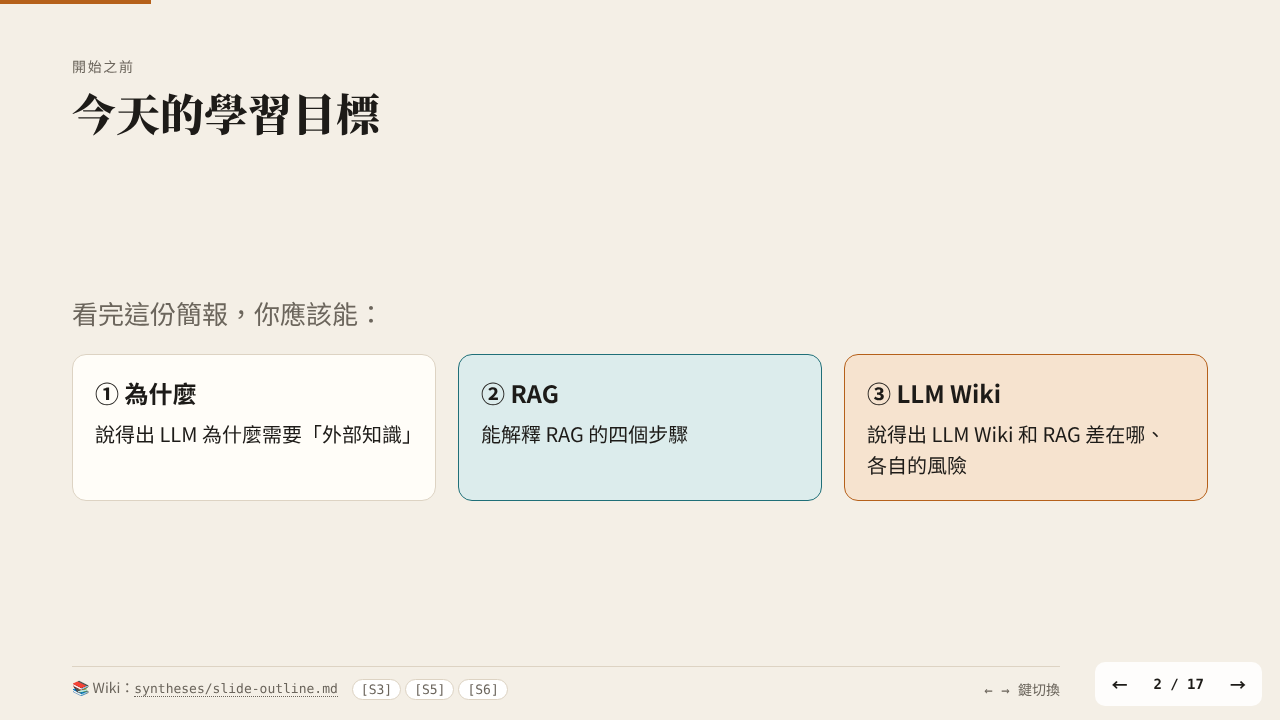 開始之前
今天的學習目標
看完這份簡報，你應該能：
① 為什麼
說得出 LLM 為什麼需要「外部知識」
② RAG
能解釋 RAG 的四個步驟
③ LLM Wiki
說得出 LLM Wiki 和 RAG 差在哪、
各自的風險
📚 Wiki：syntheses/slide-outline.md [S3] [S5] [S6]
← → 鍵切換
← 2 / 17 →